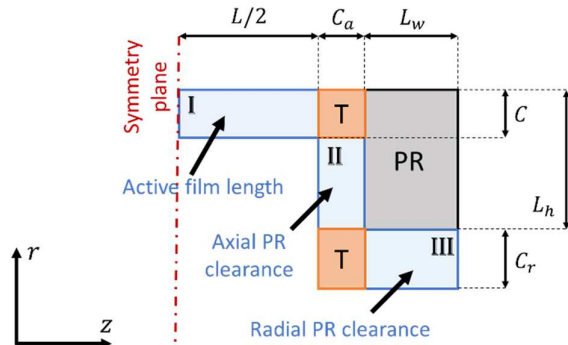 L/2
C_a
L_w
Symmetry
plane
I
T
C
II
PR
Active film length
L_h
Axial PR
clearance
T
III
C_r
r
Radial PR clearance
z